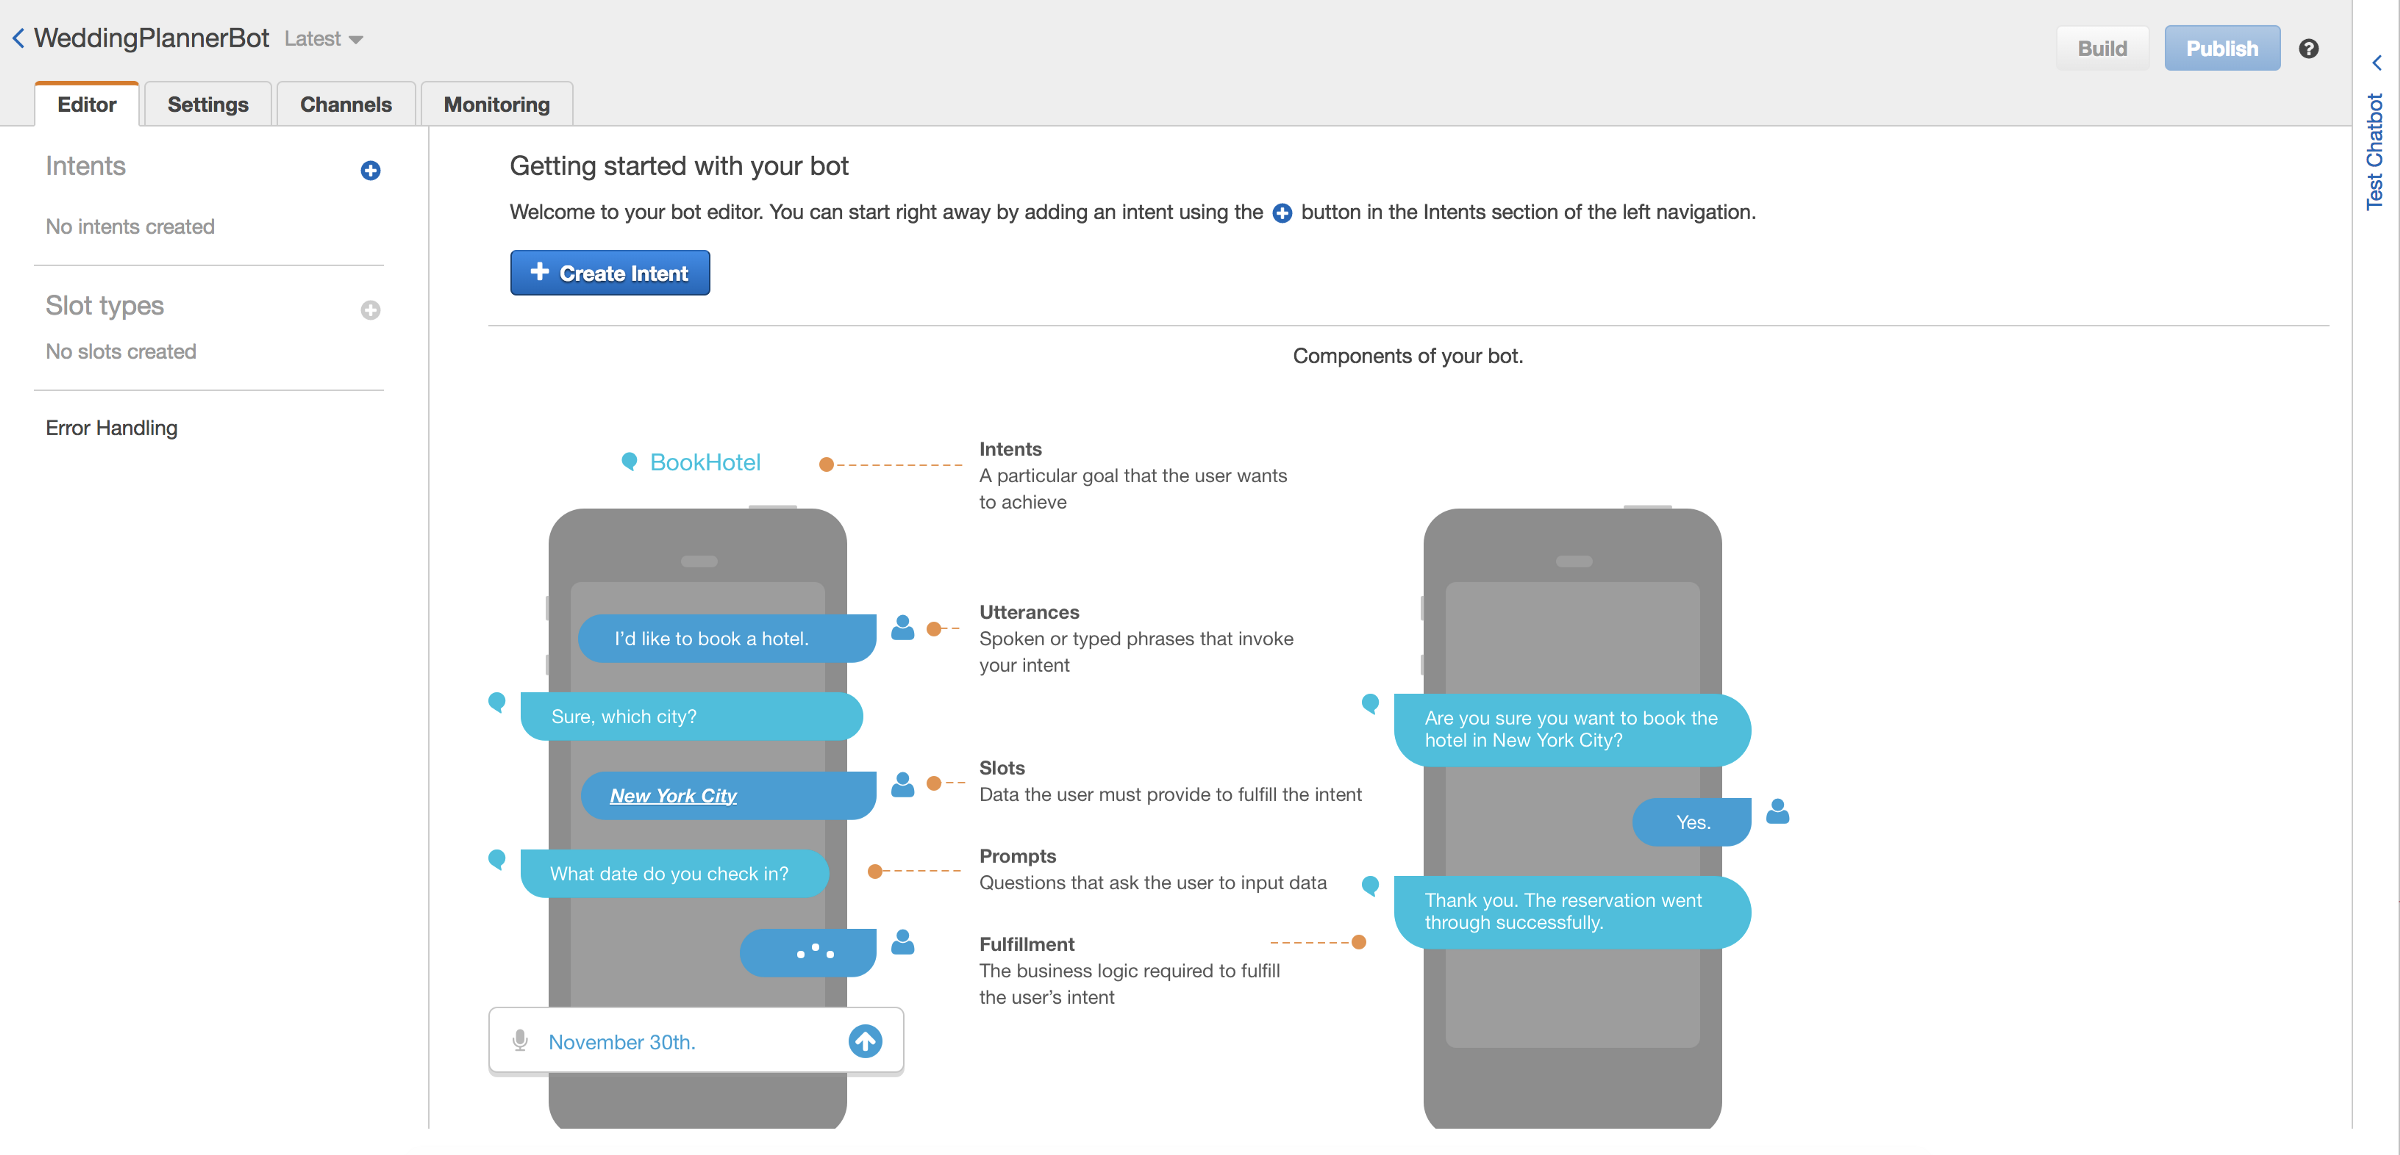 WeddingPlannerBot Latest
Build Publish ?
Editor Settings Channels Monitoring
Test Chatbot
Intents
No intents created
Slot types
No slots created
Error Handling
Getting started with your bot
Welcome to your bot editor. You can start right away by adding an intent using the button in the Intents section of the left navigation.
Create Intent
Components of your bot.
BookHotel
Intents
A particular goal that the user wants
to achieve
I'd like to book a hotel.
Utterances
Spoken or typed phrases that invoke
your intent
Sure, which city?
New York City
Slots
Data the user must provide to fulfill the intent
What date do you check in?
Prompts
Questions that ask the user to input data
Fulfillment
The business logic required to fulfill
the user's intent
November 30th.
Are you sure you want to book the
hotel in New York City?
Yes.
Thank you. The reservation went
through successfully.